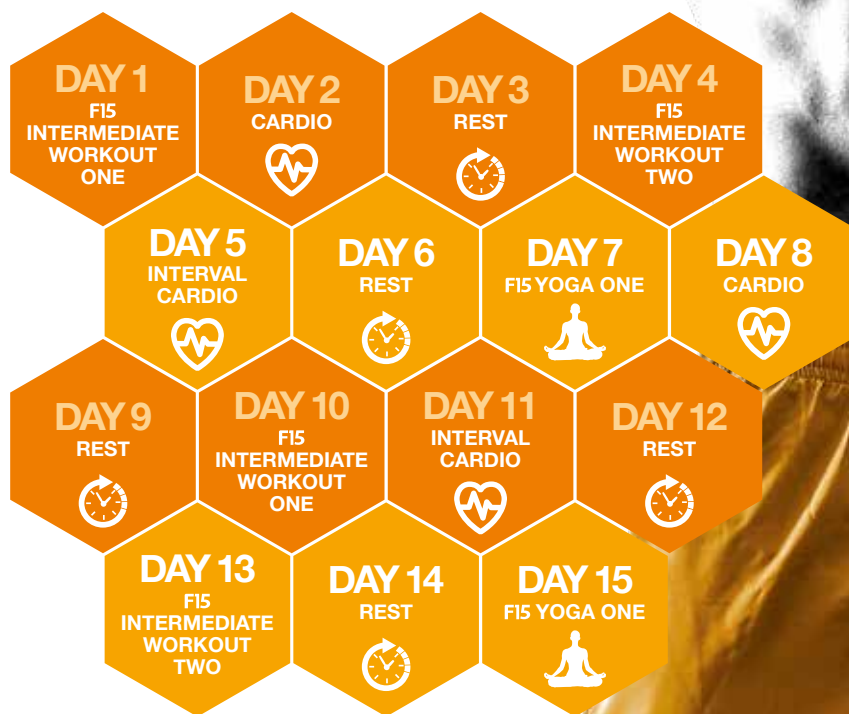 DAY 1
F15
INTERMEDIATE
WORKOUT
ONE
DAY 2
CARDIO
DAY 3
REST
DAY 4
F15
INTERMEDIATE
WORKOUT
TWO
DAY 5
INTERVAL
CARDIO
DAY 6
REST
DAY 7
F15 YOGA ONE
DAY 8
CARDIO
DAY 9
REST
DAY 10
F15
INTERMEDIATE
WORKOUT
ONE
DAY 11
INTERVAL
CARDIO
DAY 12
REST
DAY 13
F15
INTERMEDIATE
WORKOUT
TWO
DAY 14
REST
DAY 15
F15 YOGA ONE